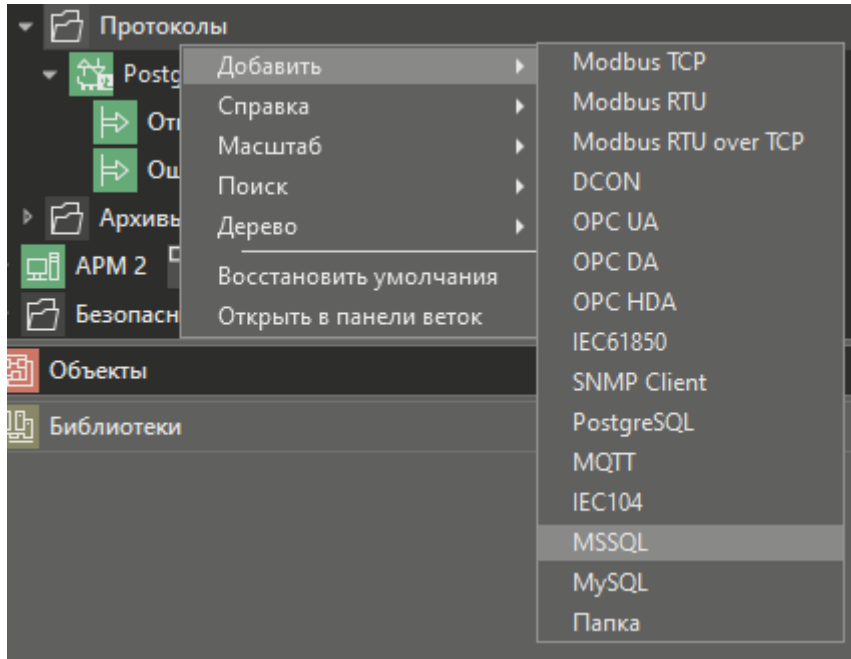 Протоколы
Postg
От
Ош
Архивы
АРМ 2
Безопасн
Объекты
Библиотеки
Добавить
Справка
Масштаб
Поиск
Дерево
Восстановить умолчания
Открыть в панели веток
Modbus TCP
Modbus RTU
Modbus RTU over TCP
DCON
OPC UA
OPC DA
OPC HDA
IEC61850
SNMP Client
PostgreSQL
MQTT
IEC104
MSSQL
MySQL
Папка